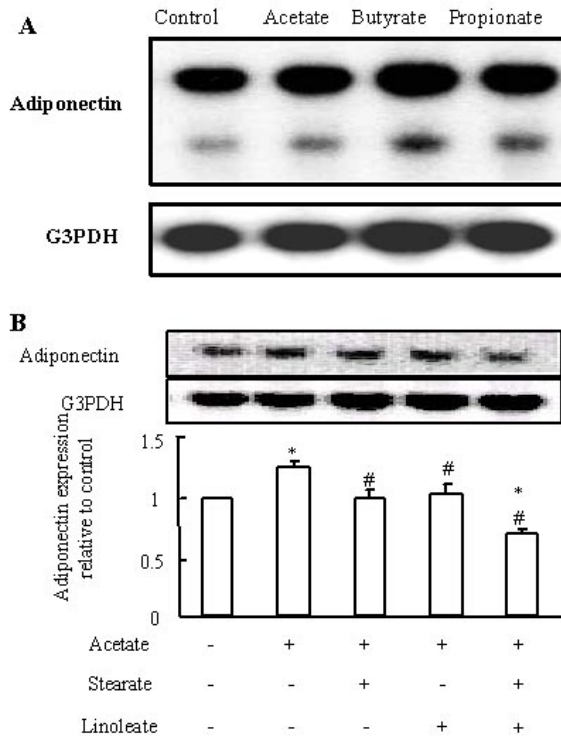 A
Control Acetate Butyrate Propionate
Adiponectin
G3PDH
B
Adiponectin
G3PDH
Adiponectin expression
relative to control
1.5
1
0.5
0
*
#
#
*
#
Acetate - + + + +
Stearate - - + - +
Linoleate - - - + +